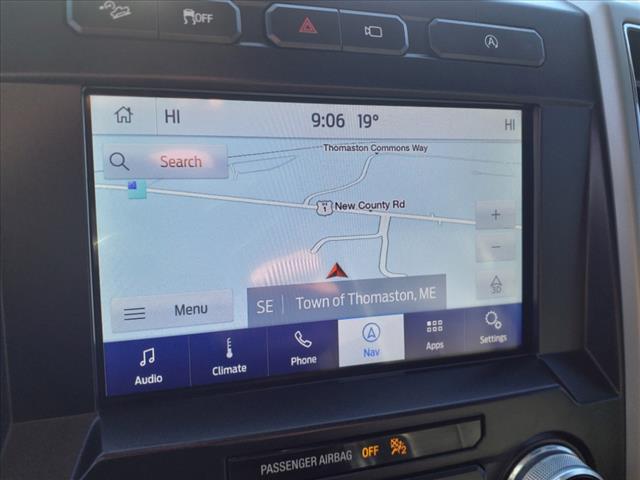 OFF
A
HI 9:06 19° HI
Thomaston Commons Way
Search
1 New County Rd
+
−
3D
SE | Town of Thomaston, ME
Menu
Audio Climate Phone Nav Apps Settings
PASSENGER AIRBAG OFF 2